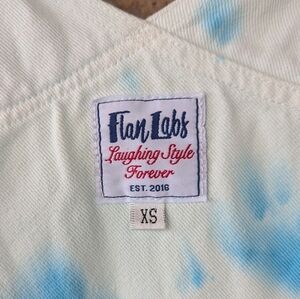 Flan Labs
Laughing Style
Forever
EST. 2016
XS